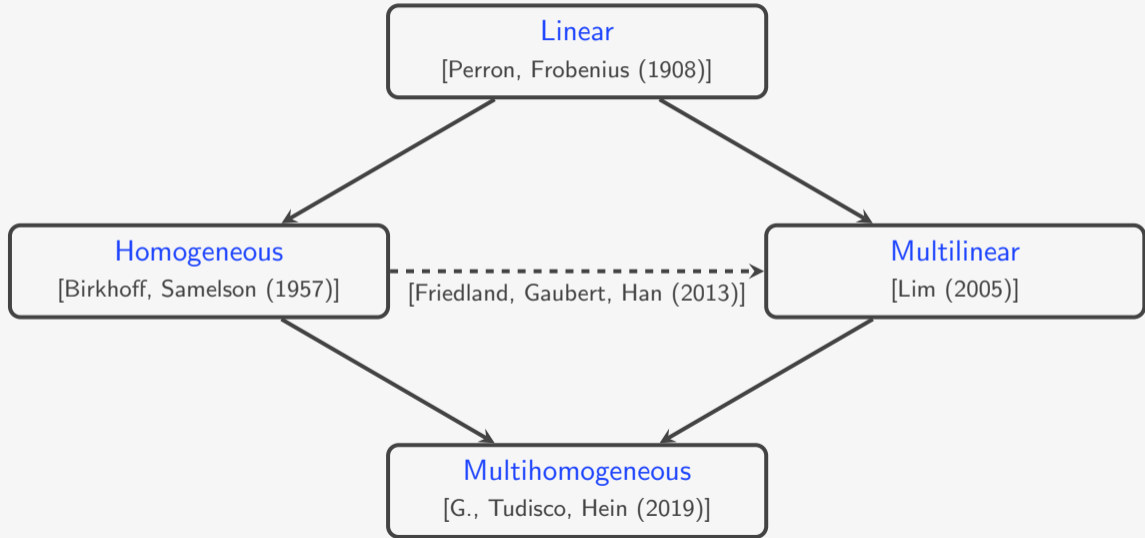 Linear
[Perron, Frobenius (1908)]
Homogeneous
[Birkhoff, Samelson (1957)]
[Friedland, Gaubert, Han (2013)]
Multilinear
[Lim (2005)]
Multihomogeneous
[G., Tudisco, Hein (2019)]